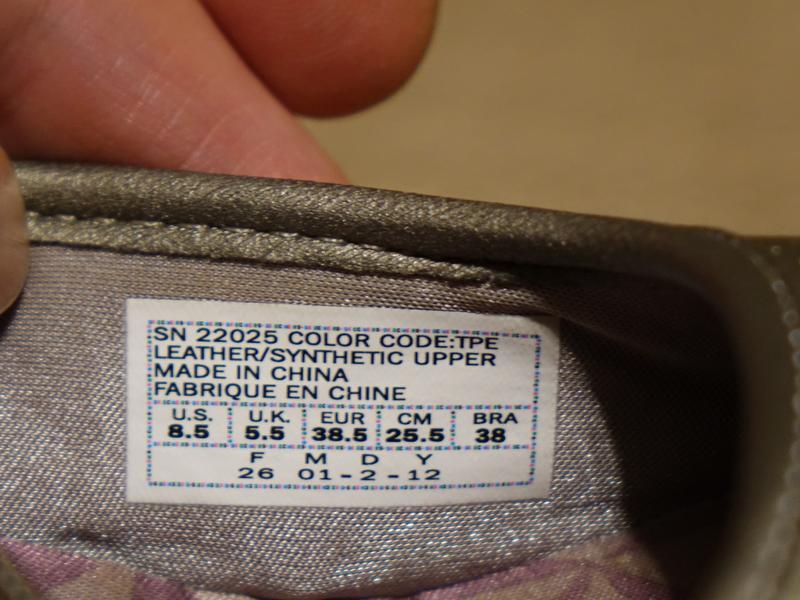 SN 22025 COLOR CODE:TPE
LEATHER/SYNTHETIC UPPER
MADE IN CHINA
FABRIQUE EN CHINE
U.S. U.K. EUR CM BRA
8.5 5.5 38.5 25.5 38
F M D Y
26 01-2-12